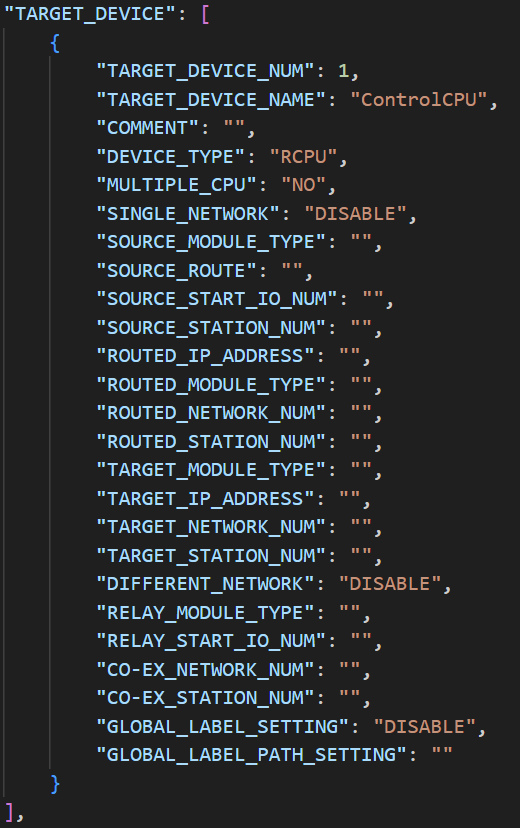 "TARGET_DEVICE": [
{
"TARGET_DEVICE_NUM": 1,
"TARGET_DEVICE_NAME": "ControlCPU",
"COMMENT": "",
"DEVICE_TYPE": "RCPU",
"MULTIPLE_CPU": "NO",
"SINGLE_NETWORK": "DISABLE",
"SOURCE_MODULE_TYPE": "",
"SOURCE_ROUTE": "",
"SOURCE_START_IO_NUM": "",
"SOURCE_STATION_NUM": "",
"ROUTED_IP_ADDRESS": "",
"ROUTED_MODULE_TYPE": "",
"ROUTED_NETWORK_NUM": "",
"ROUTED_STATION_NUM": "",
"TARGET_MODULE_TYPE": "",
"TARGET_IP_ADDRESS": "",
"TARGET_NETWORK_NUM": "",
"TARGET_STATION_NUM": "",
"DIFFERENT_NETWORK": "DISABLE",
"RELAY_MODULE_TYPE": "",
"RELAY_START_IO_NUM": "",
"CO-EX_NETWORK_NUM": "",
"CO-EX_STATION_NUM": "",
"GLOBAL_LABEL_SETTING": "DISABLE",
"GLOBAL_LABEL_PATH_SETTING": ""
}
],